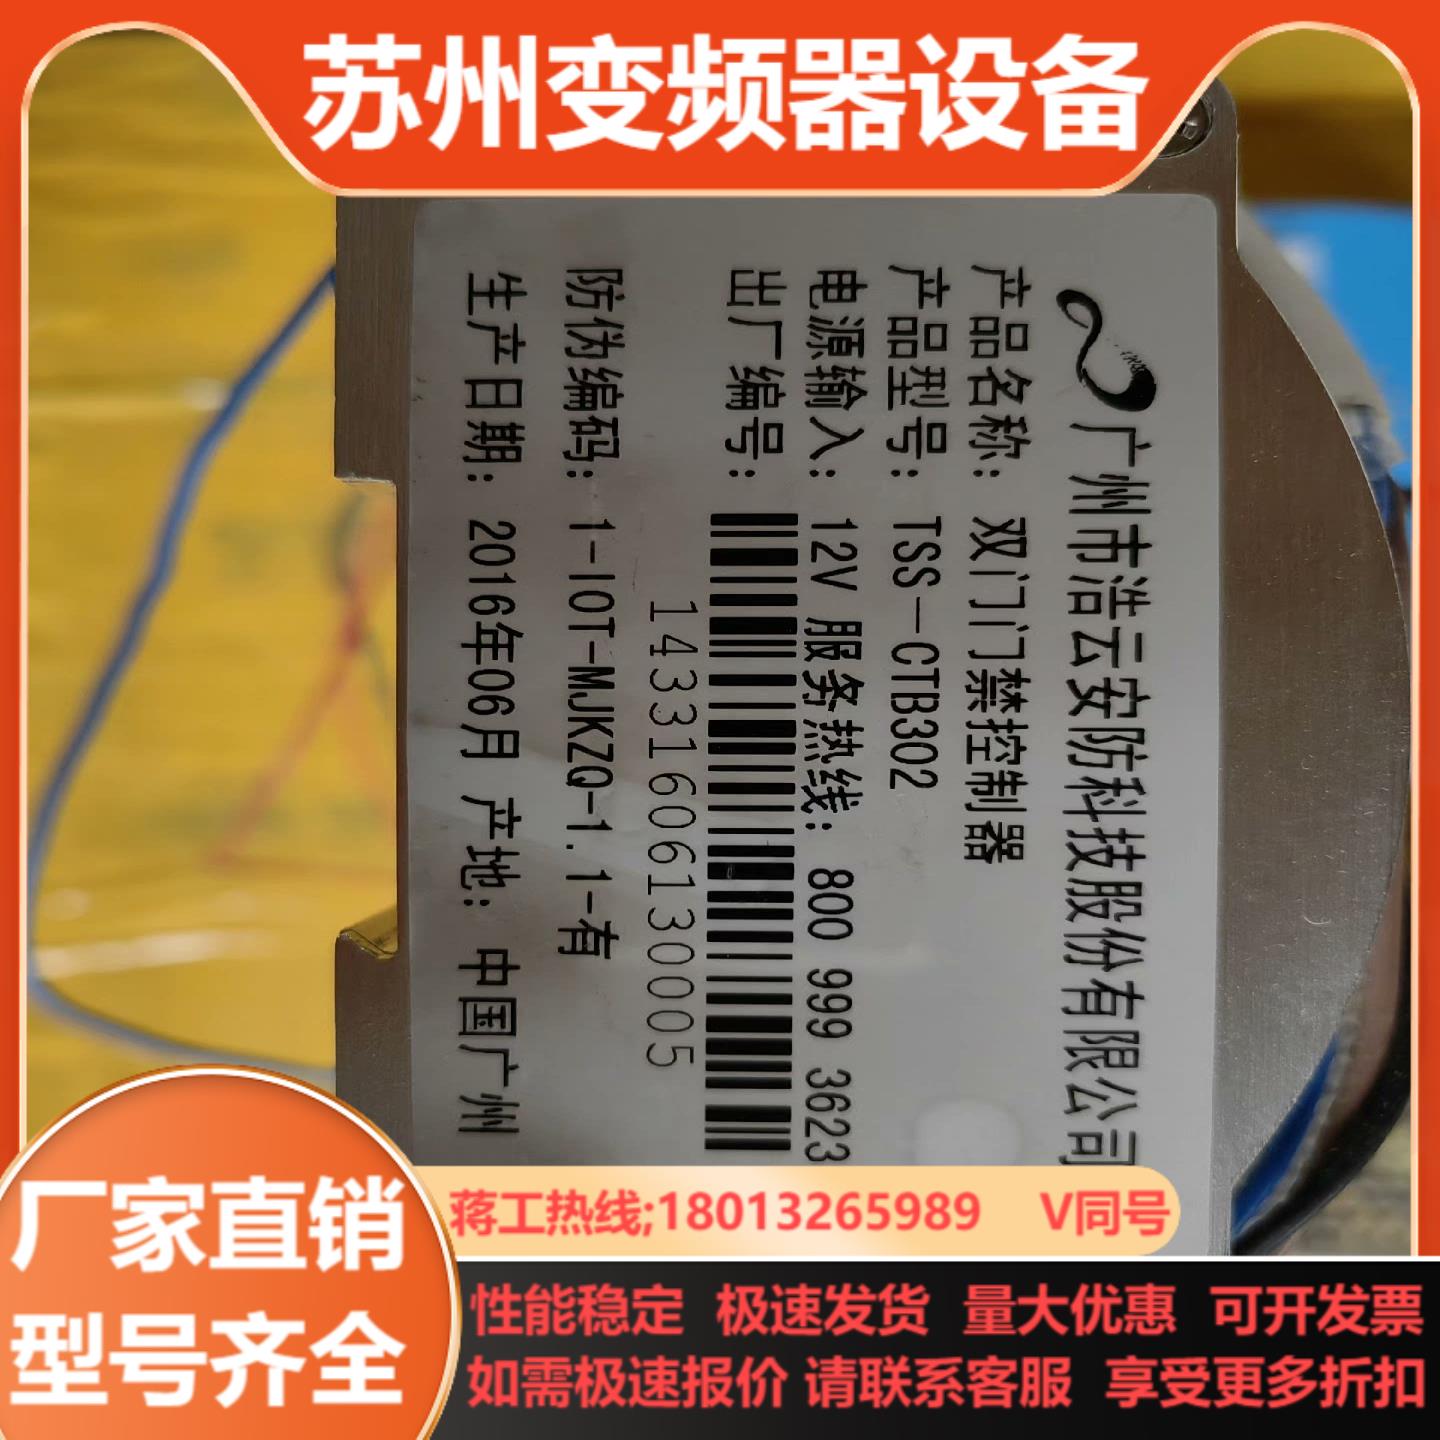 苏州变频器设备
广州市浩云安防科技股份有限公司
产品名称: 双门门禁控制器
产品型号: TSS-CTB302
电源输入: 12V 服务热线: 800 999 3623
出厂编号:
14331606130005
防伪编码: 1-IOT-MJKZQ-1.1-有
生产日期: 2016年06月 产地: 中国广州
厂家直销
型号齐全
蒋工热线;18013265989 V同号
性能稳定 极速发货 量大优惠 可开发票
如需极速报价 请联系客服 享受更多折扣